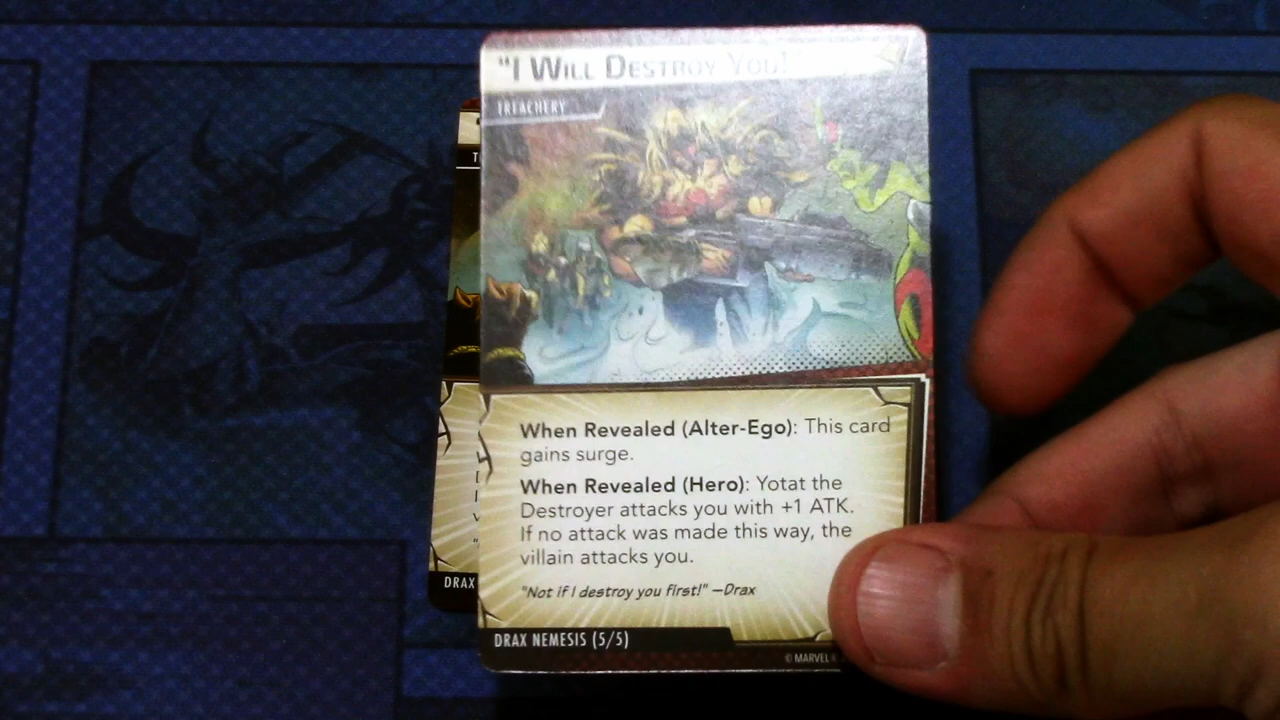 "I WILL DESTROY YOU!"
TREACHERY
When Revealed (Alter-Ego): This card
gains surge.
When Revealed (Hero): Yotat the
Destroyer attacks you with +1 ATK.
If no attack was made this way, the
villain attacks you.
"Not if I destroy you first!" —Drax
DRAX NEMESIS (5/5)
© MARVEL
DRAX